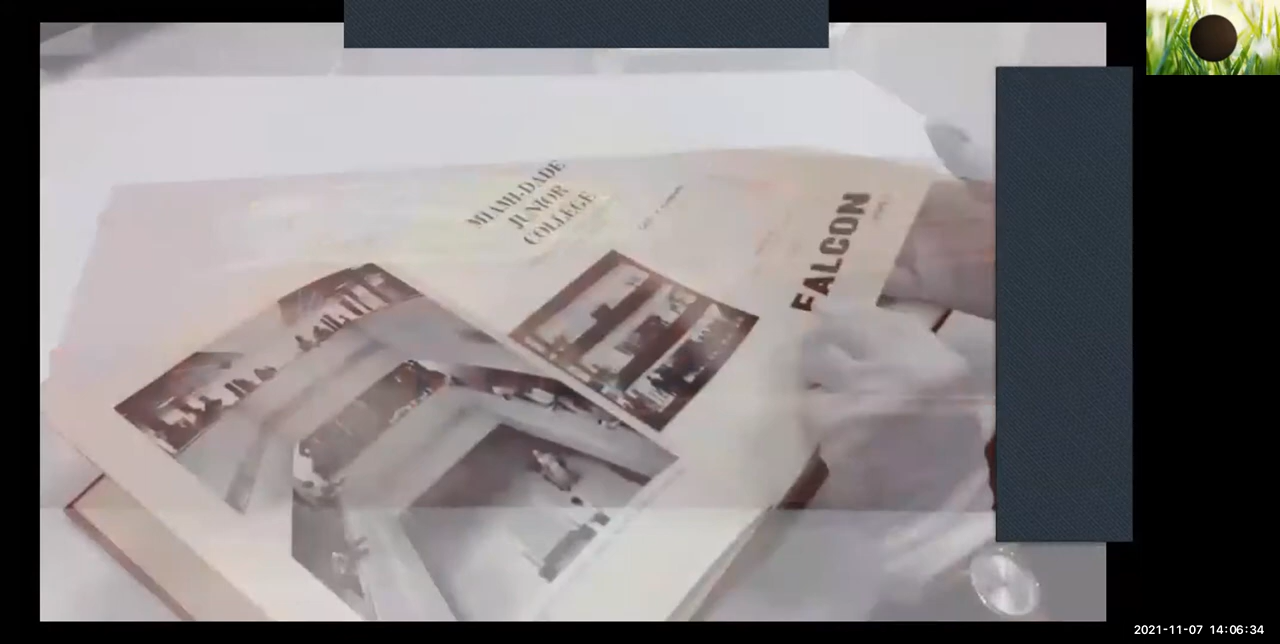 MIAMI-DADE
JUNIOR
COLLEGE
FALCON
2021-11-07 14:06:34